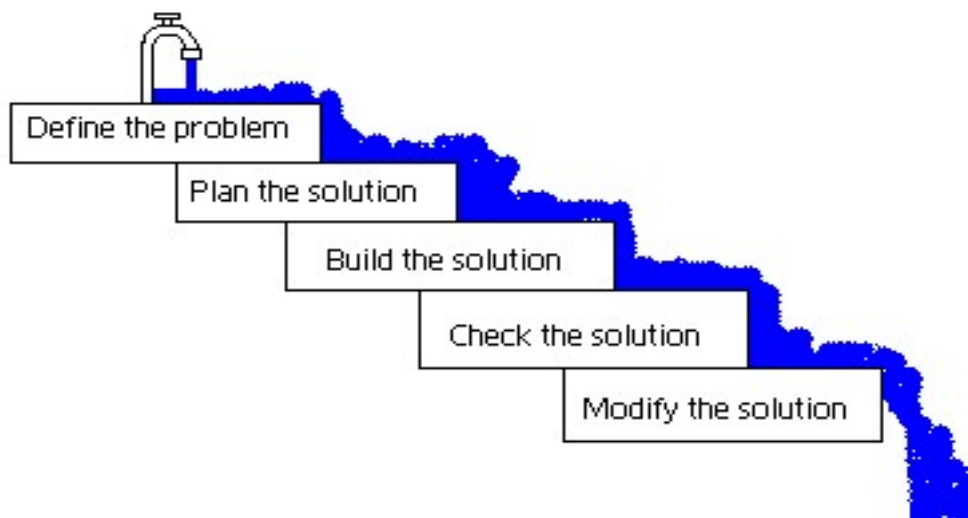 Define the problem
Plan the solution
Build the solution
Check the solution
Modify the solution